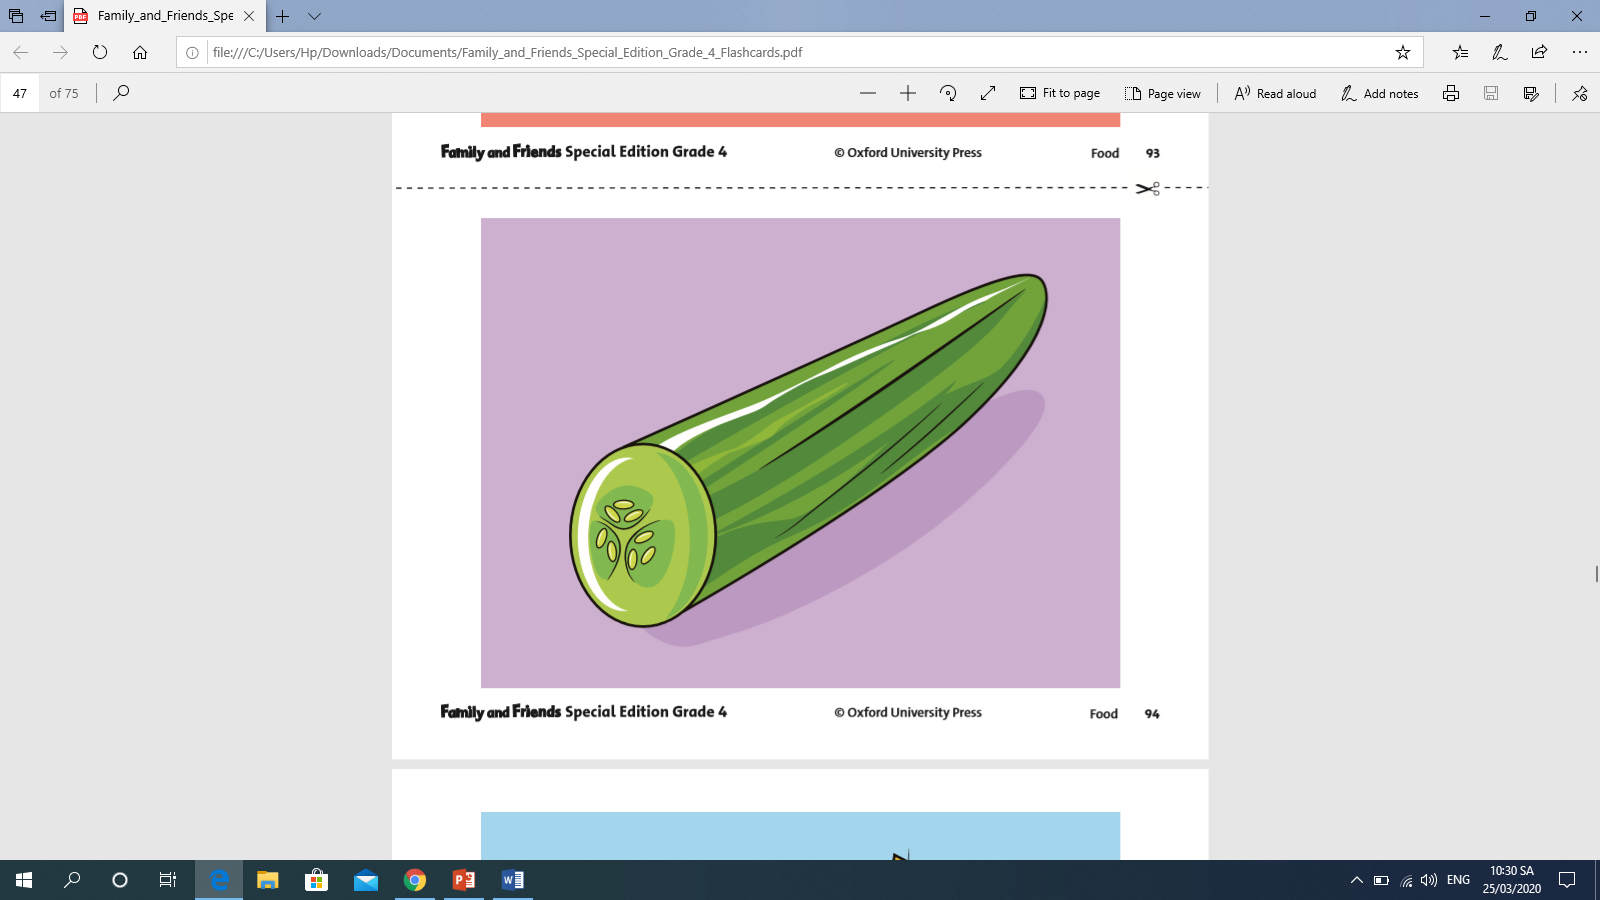 Family_and_Friends_Spe
file:///C:/Users/Hp/Downloads/Documents/Family_and_Friends_Special_Edition_Grade_4_Flashcards.pdf
47 of 75 Fit to page Page view Read aloud Add notes
Family and Friends Special Edition Grade 4 © Oxford University Press Food 93
Family and Friends Special Edition Grade 4 © Oxford University Press Food 94
ENG 10:30 SA
25/03/2020